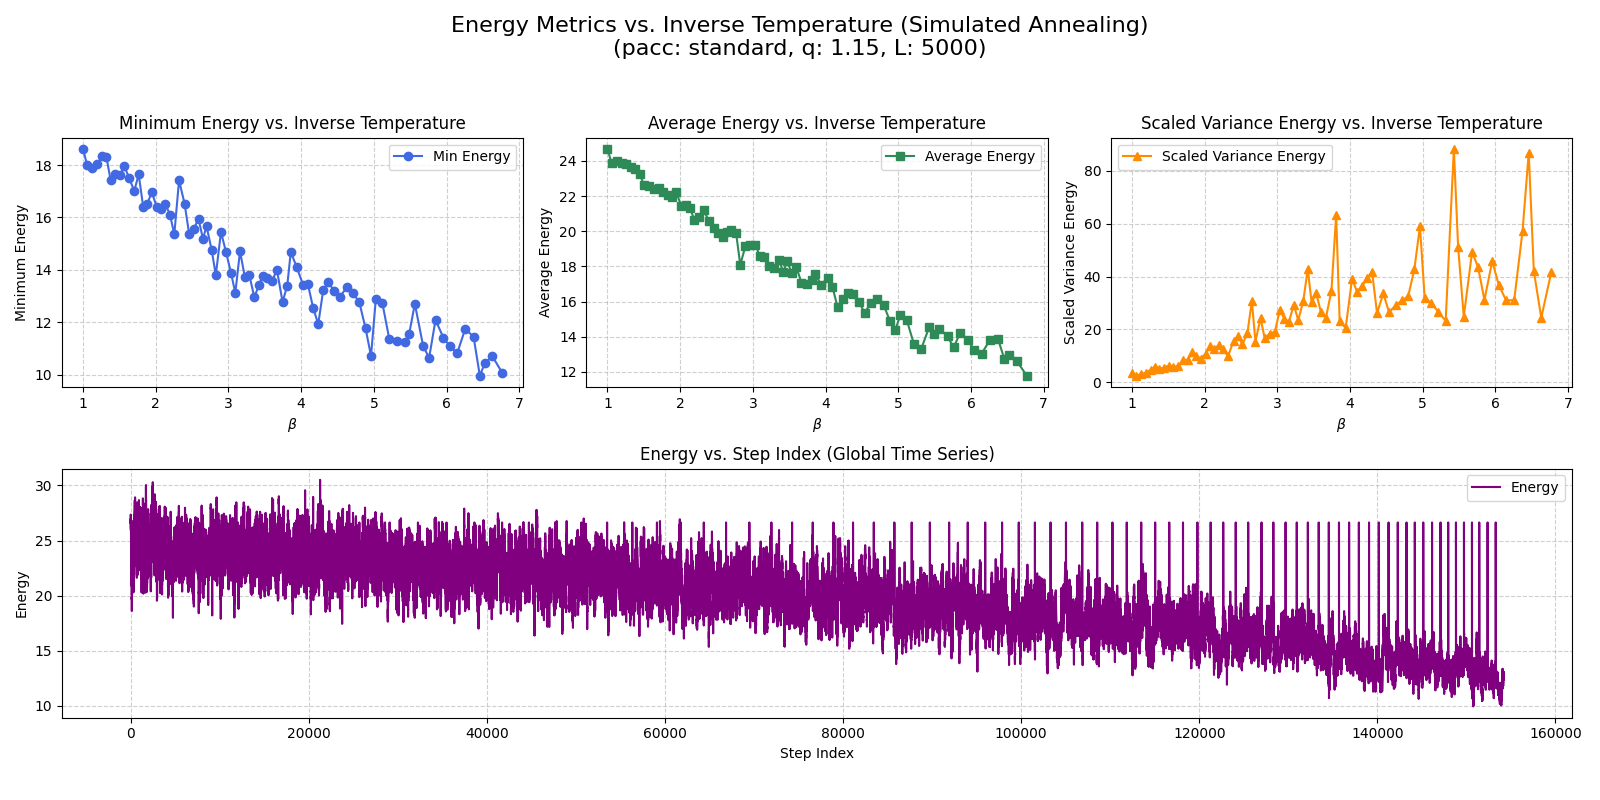 Energy Metrics vs. Inverse Temperature (Simulated Annealing)
(pacc: standard, q: 1.15, L: 5000)
Minimum Energy vs. Inverse Temperature
Minimum Energy
18
16
14
12
10
Min Energy
1 2 3 4 5 6 7
β
Average Energy vs. Inverse Temperature
Average Energy
24
22
20
18
16
14
12
Average Energy
1 2 3 4 5 6 7
β
Scaled Variance Energy vs. Inverse Temperature
Scaled Variance Energy
80
60
40
20
0
Scaled Variance Energy
1 2 3 4 5 6 7
β
Energy vs. Step Index (Global Time Series)
Energy
30
25
20
15
10
Energy
0 20000 40000 60000 80000 100000 120000 140000 160000
Step Index